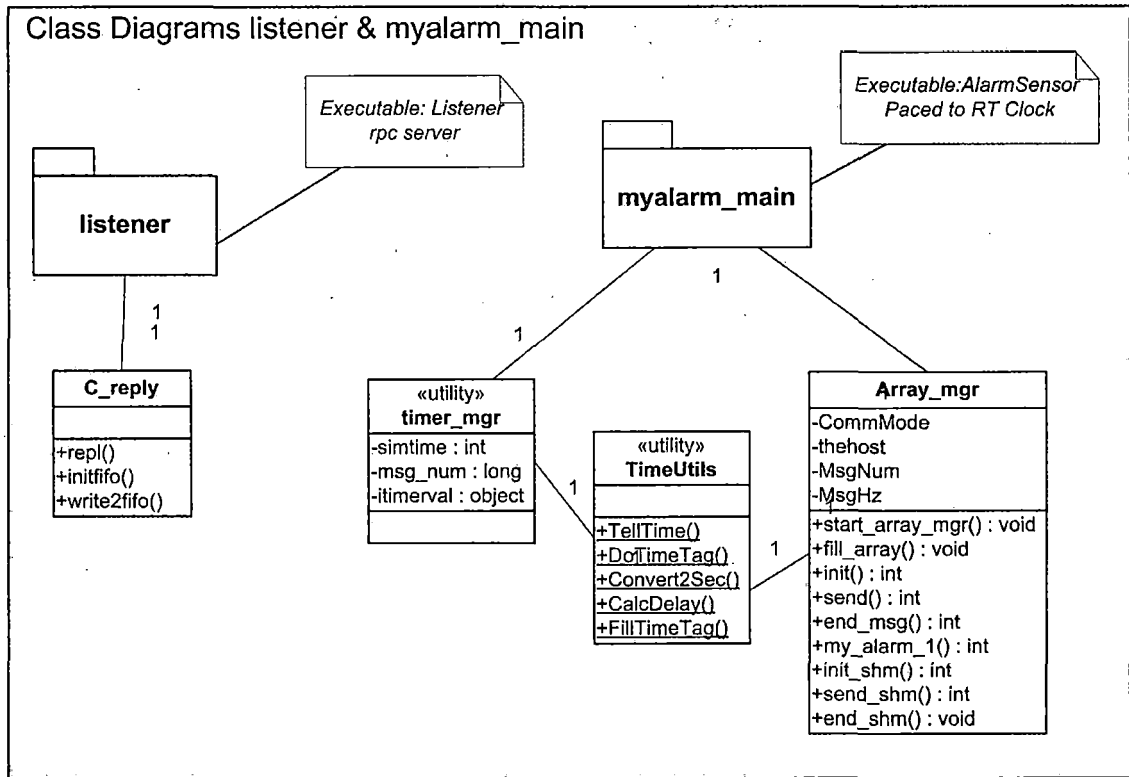 Class Diagrams listener & myalarm_main
Executable: Listener
rpc server
Executable:AlarmSensor
Paced to RT Clock
listener
myalarm_main
1
1
1
1
C_reply
+repl()
+initfifo()
+write2fifo()
«utility»
timer_mgr
-simtime : int
-msg_num : long
-itimerval : object
1
«utility»
TimeUtils
+TellTime()
+DoTimeTag()
+Convert2Sec()
+CalcDelay()
+FillTimeTag()
1
Array_mgr
-CommMode
-thehost
-MsgNum
-MsgHz
+start_array_mgr() : void
+fill_array() : void
+init() : int
+send() : int
+end_msg() : int
+my_alarm_1() : int
+init_shm() : int
+send_shm() : int
+end_shm() : void